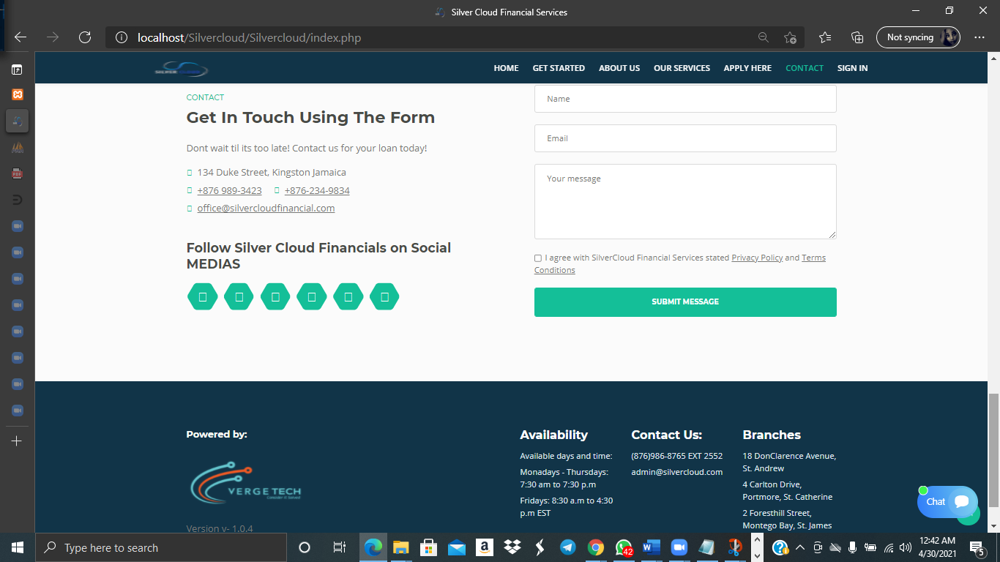 Silver Cloud Financial Services
localhost/Silvercloud/Silvercloud/index.php
Not syncing
SILVER CLOUD
HOME GET STARTED ABOUT US OUR SERVICES APPLY HERE CONTACT SIGN IN
CONTACT
Get In Touch Using The Form
Dont wait til its too late! Contact us for your loan today!
134 Duke Street, Kingston Jamaica
+876 989-3423 +876-234-9834
office@silvercloudfinancial.com
Follow Silver Cloud Financials on Social
MEDIAS
Name
Email
Your message
I agree with SilverCloud Financial Services stated Privacy Policy and Terms
Conditions
SUBMIT MESSAGE
Powered by:
VERGE TECH
Consider It Solved
Version v- 1.0.4
Availability
Available days and time:
Monadays - Thursdays:
7:30 am to 7:30 p.m
Fridays: 8:30 a.m to 4:30
p.m EST
Contact Us:
(876)986-8765 EXT 2552
admin@silvercloud.com
Branches
18 DonClarence Avenue,
St. Andrew
4 Carlton Drive,
Portmore, St. Catherine
2 Foresthill Street,
Montego Bay, St. James
Chat
PDF
Type here to search
42
12:42 AM
4/30/2021
5